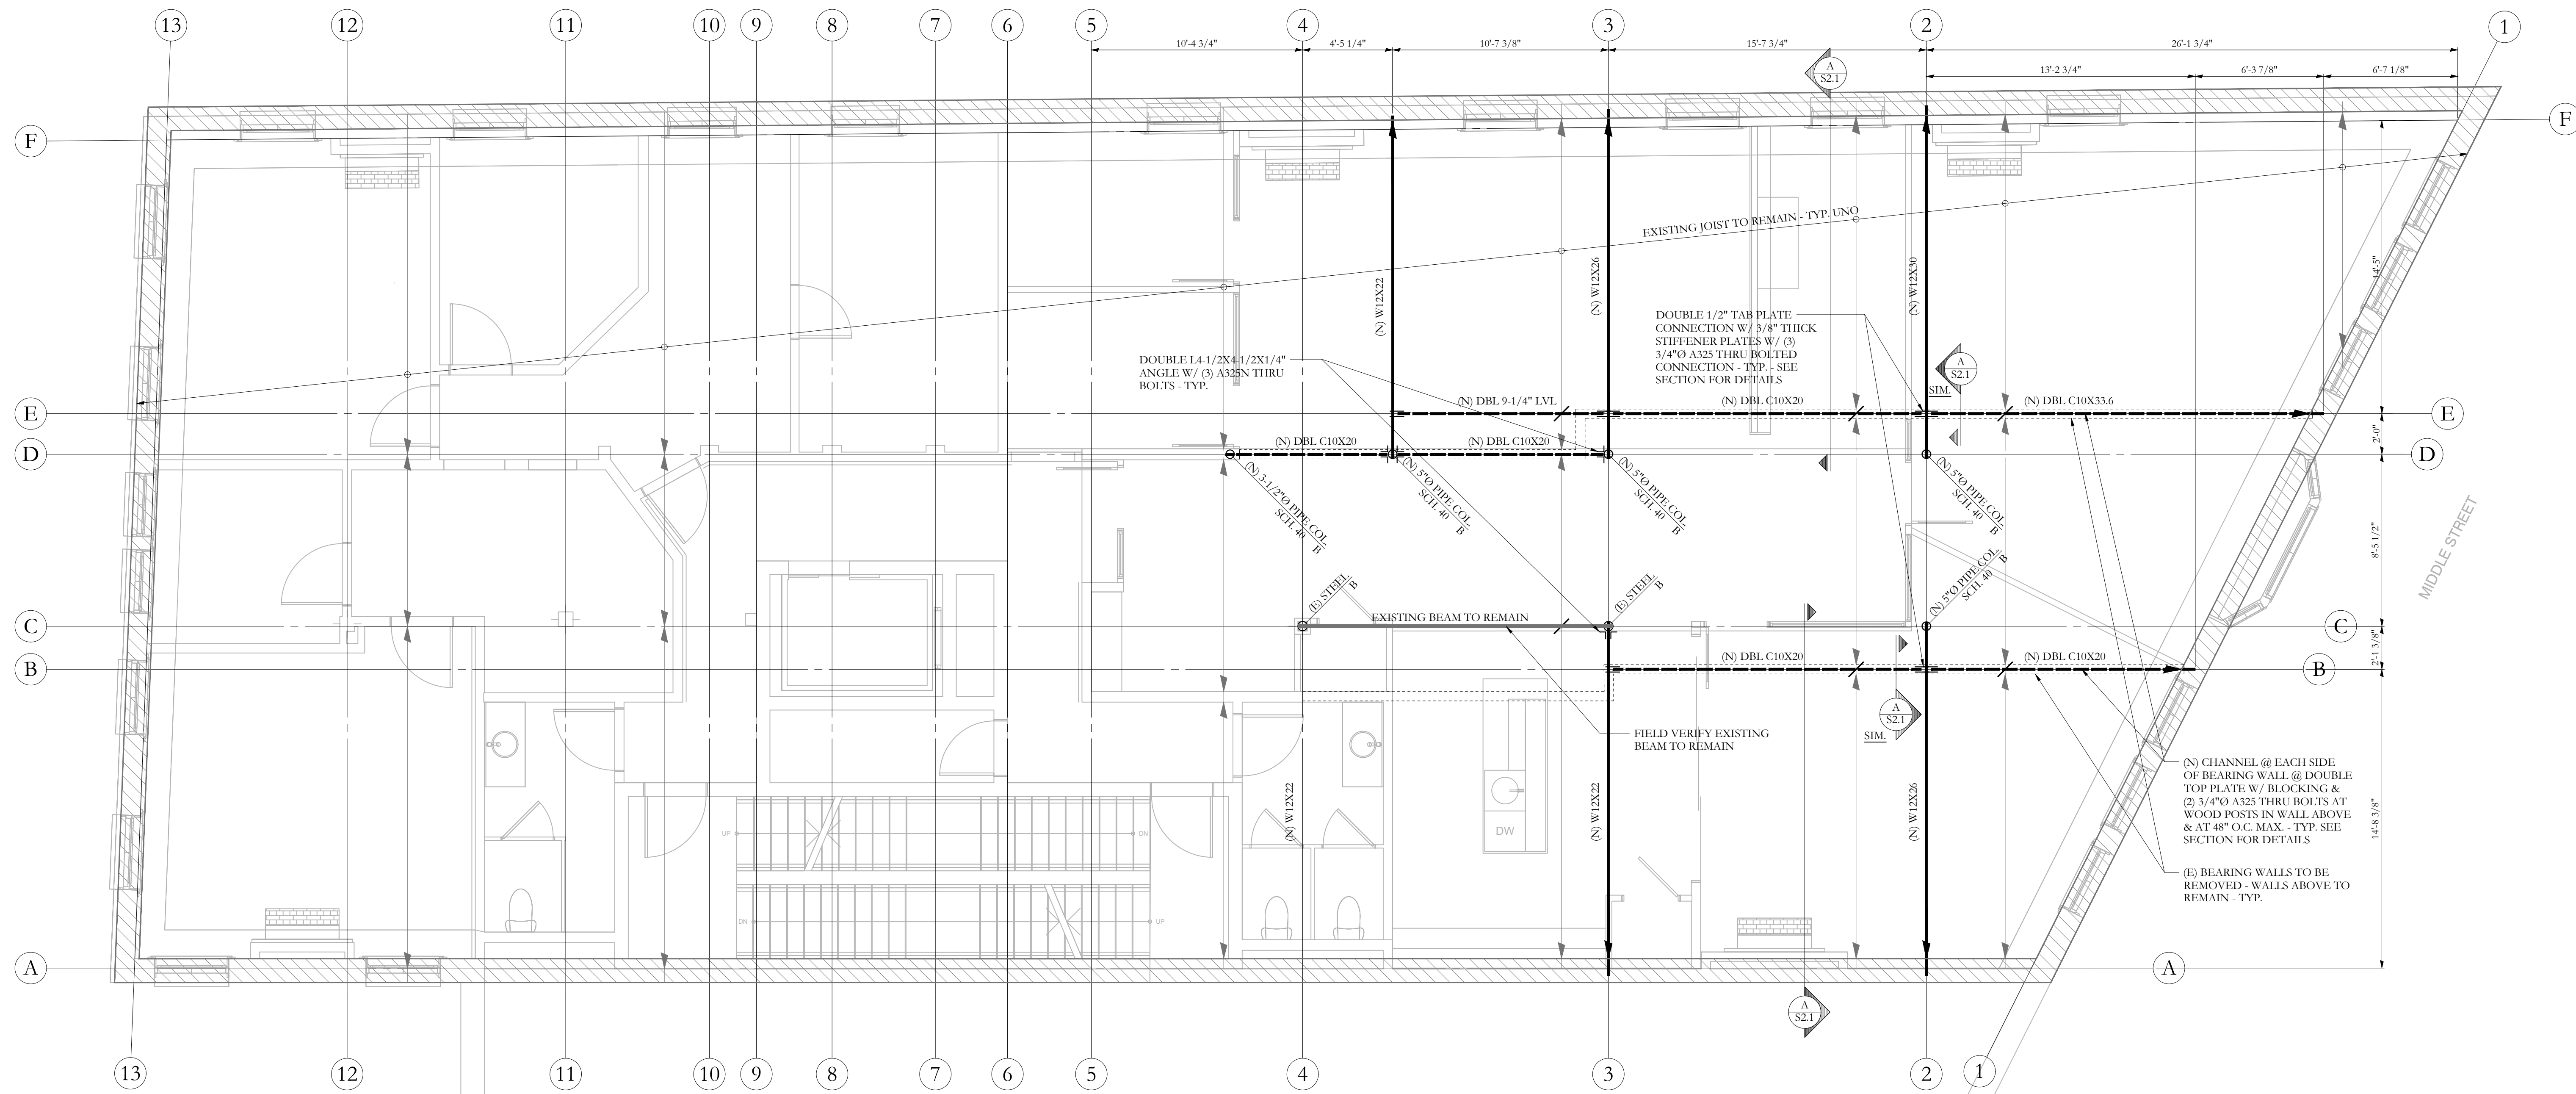 13
12
11
10
9
8
7
6
5
4
3
2
1
10'-4 3/4"
4'-5 1/4"
10'-7 3/8"
15'-7 3/4"
26'-1 3/4"
13'-2 3/4"
6'-3 7/8"
6'-7 1/8"
A
S2.1
F
F
EXISTING JOIST TO REMAIN - TYP. UNO
(N) W12X22
(N) W12X26
(N) W12X30
14'-5"
DOUBLE 1/2" TAB PLATE
CONNECTION W/ 3/8" THICK
STIFFENER PLATES W/ (3)
3/4"Ø A325 THRU BOLTED
CONNECTION - TYP. - SEE
SECTION FOR DETAILS
DOUBLE L4-1/2X4-1/2X1/4"
ANGLE W/ (3) A325N THRU
BOLTS - TYP.
A
S2.1
SIM.
(N) DBL 9-1/4" LVL
(N) DBL C10X20
(N) DBL C10X33.6
E
E
2'-0"
(N) DBL C10X20
(N) DBL C10X20
D
D
(N) 3-1/2"Ø PIPE COL.
SCH. 40
B
(N) 5"Ø PIPE COL.
SCH. 40
B
(N) 5"Ø PIPE COL.
SCH. 40
B
(N) 5"Ø PIPE COL.
SCH. 40
B
8'-5 1/2"
MIDDLE STREET
(N) 5"Ø PIPE COL.
SCH. 40
B
(E) STEEL
B
(E) STEEL
B
EXISTING BEAM TO REMAIN
C
C
2'-1 3/8"
(N) DBL C10X20
(N) DBL C10X20
B
B
A
S2.1
SIM.
FIELD VERIFY EXISTING
BEAM TO REMAIN
(N) W12X22
(N) W12X22
(N) W12X26
14'-8 3/8"
(N) CHANNEL @ EACH SIDE
OF BEARING WALL @ DOUBLE
TOP PLATE W/ BLOCKING &
(2) 3/4"Ø A325 THRU BOLTS AT
WOOD POSTS IN WALL ABOVE
& AT 48" O.C. MAX. - TYP. SEE
SECTION FOR DETAILS
(E) BEARING WALLS TO BE
REMOVED - WALLS ABOVE TO
REMAIN - TYP.
DW
UP
DN
DN
UP
A
A
A
S2.1
13
12
11
10
9
8
7
6
5
4
3
2
1